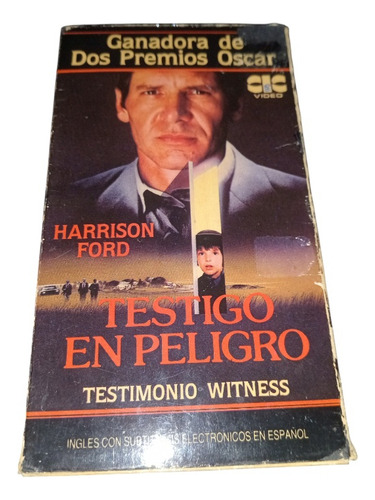 Ganadora de
Dos Premios Oscar
CIC
VIDEO
HARRISON
FORD
TESTIGO
EN PELIGRO
TESTIMONIO WITNESS
INGLES CON SUBTITULOS ELECTRONICOS EN ESPAÑOL